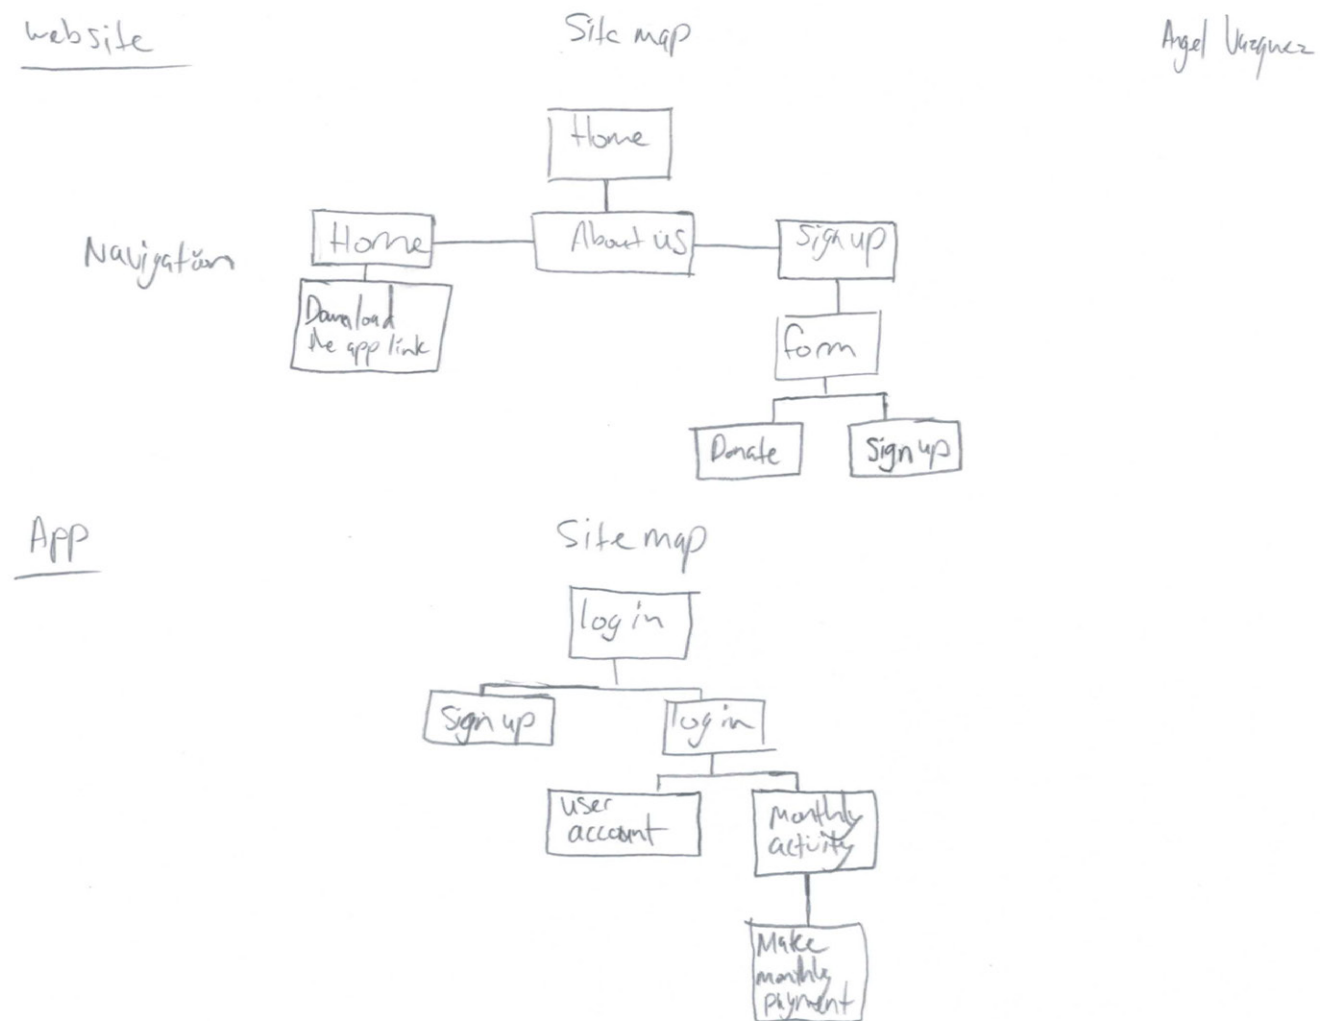 website
Site map
Angel Vazquez
Home
Navigation
Home
About us
Sign up
Download
the app link
form
Donate
Sign up
App
Site map
log in
Sign up
log in
user
account
Monthly
activity
Make
monthly
payment